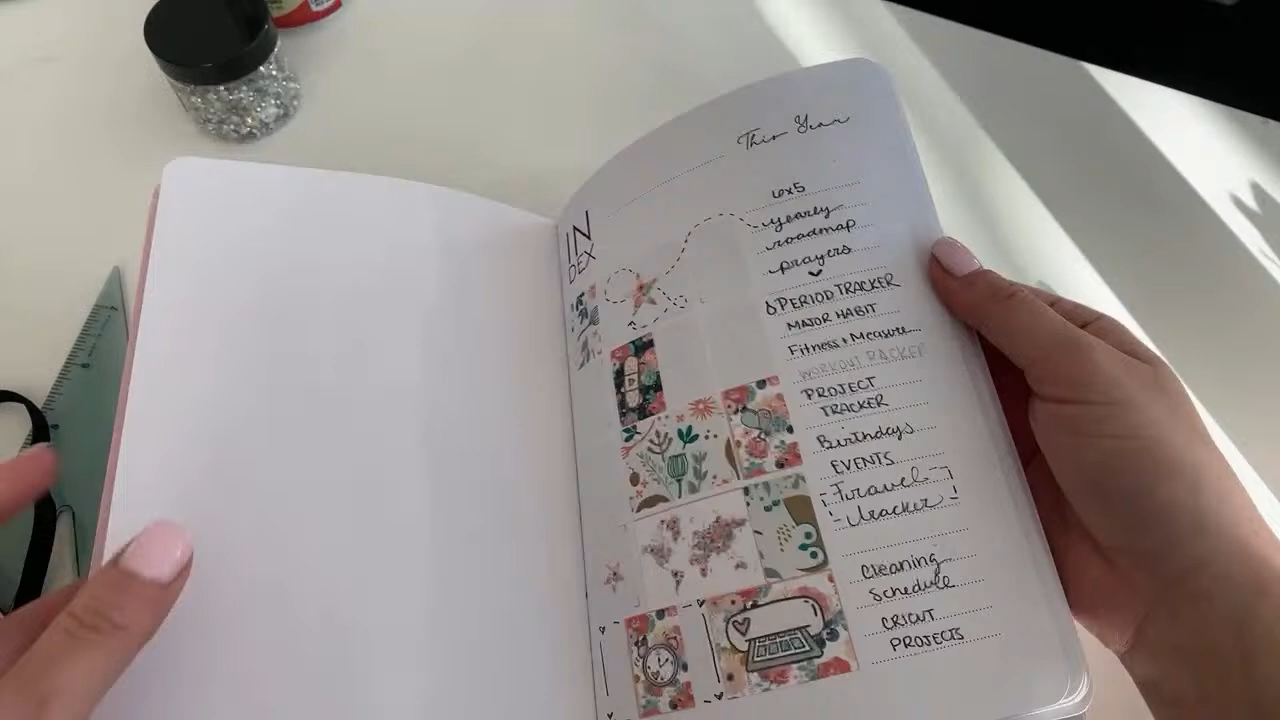 This Year
IN
DEX
6x5
yearly
roadmap
prayers
PERIOD TRACKER
MAJOR HABIT
Fitness + Measure...
WORKOUT TRACKER
PROJECT
TRACKER
Birthdays
EVENTS
Travel
tracker
Cleaning
Schedule
CRICUT
PROJECTS